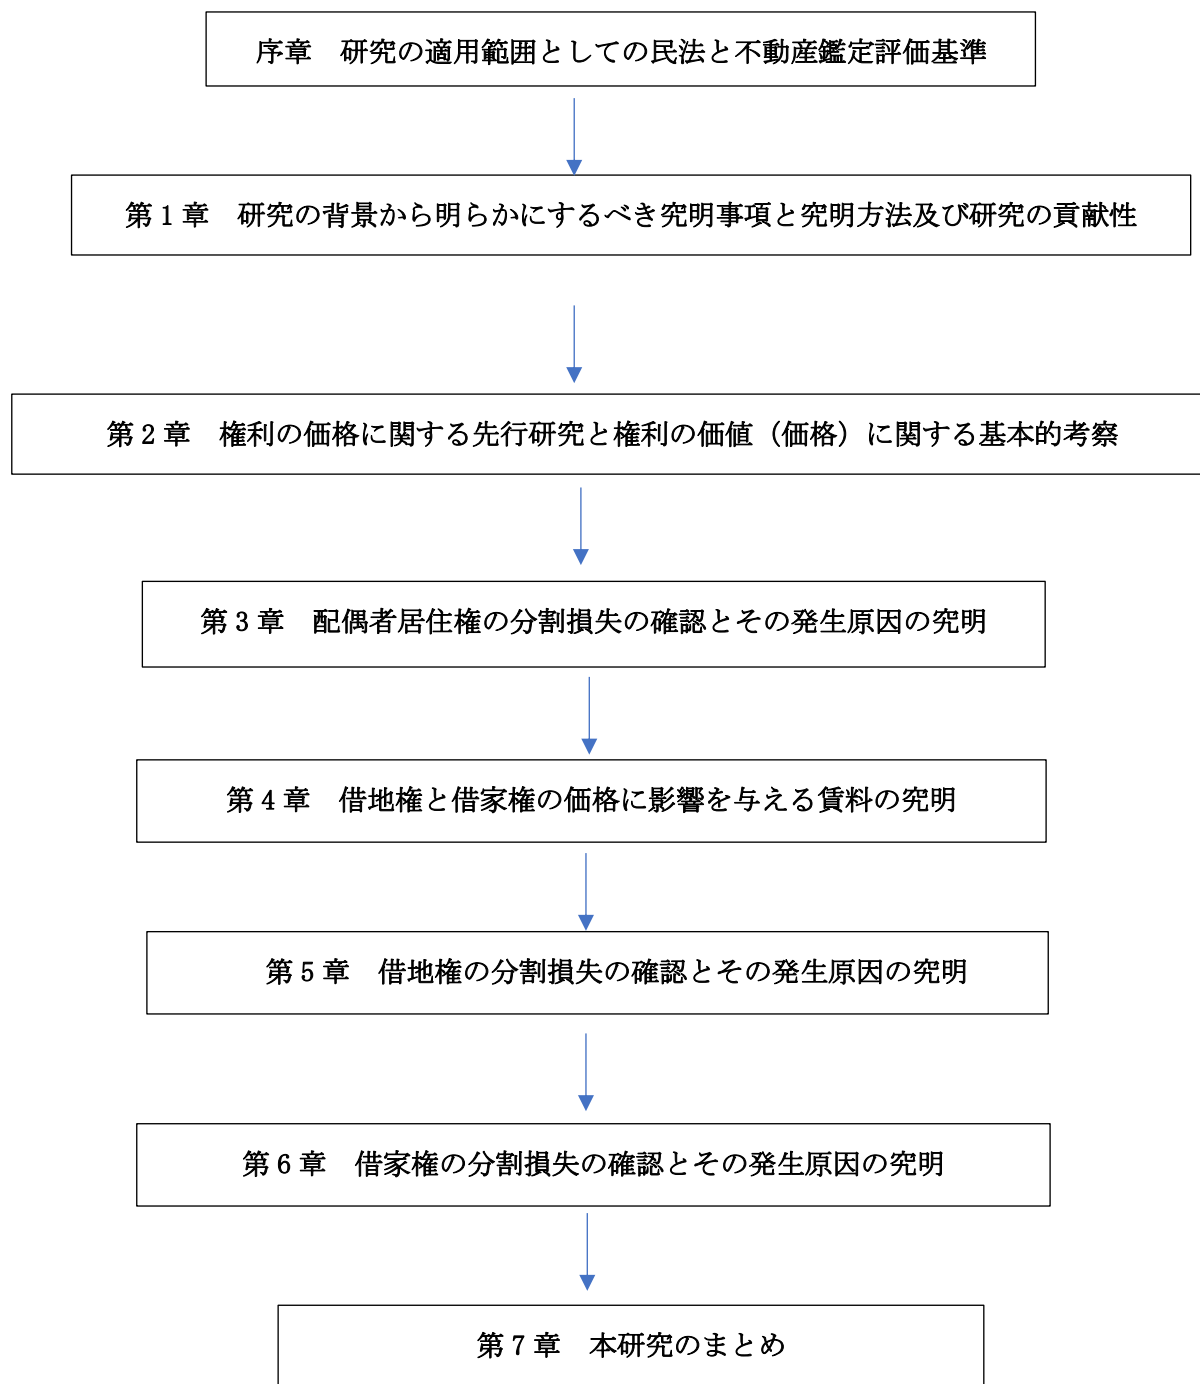 序章　研究の適用範囲としての民法と不動産鑑定評価基準
第1章　研究の背景から明らかにするべき究明事項と究明方法及び研究の貢献性
第2章　権利の価格に関する先行研究と権利の価値（価格）に関する基本的考察
第3章　配偶者居住権の分割損失の確認とその発生原因の究明
第4章　借地権と借家権の価格に影響を与える賃料の究明
第5章　借地権の分割損失の確認とその発生原因の究明
第6章　借家権の分割損失の確認とその発生原因の究明
第7章　本研究のまとめ